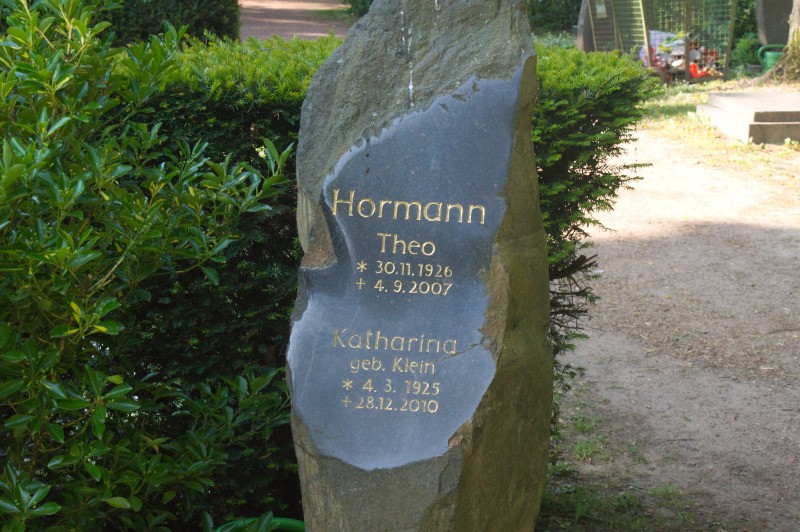 Hormann
Theo
* 30.11.1926
+ 4.9.2007
Katharina
geb. Klein
* 4. 3. 1925
+28.12.2010